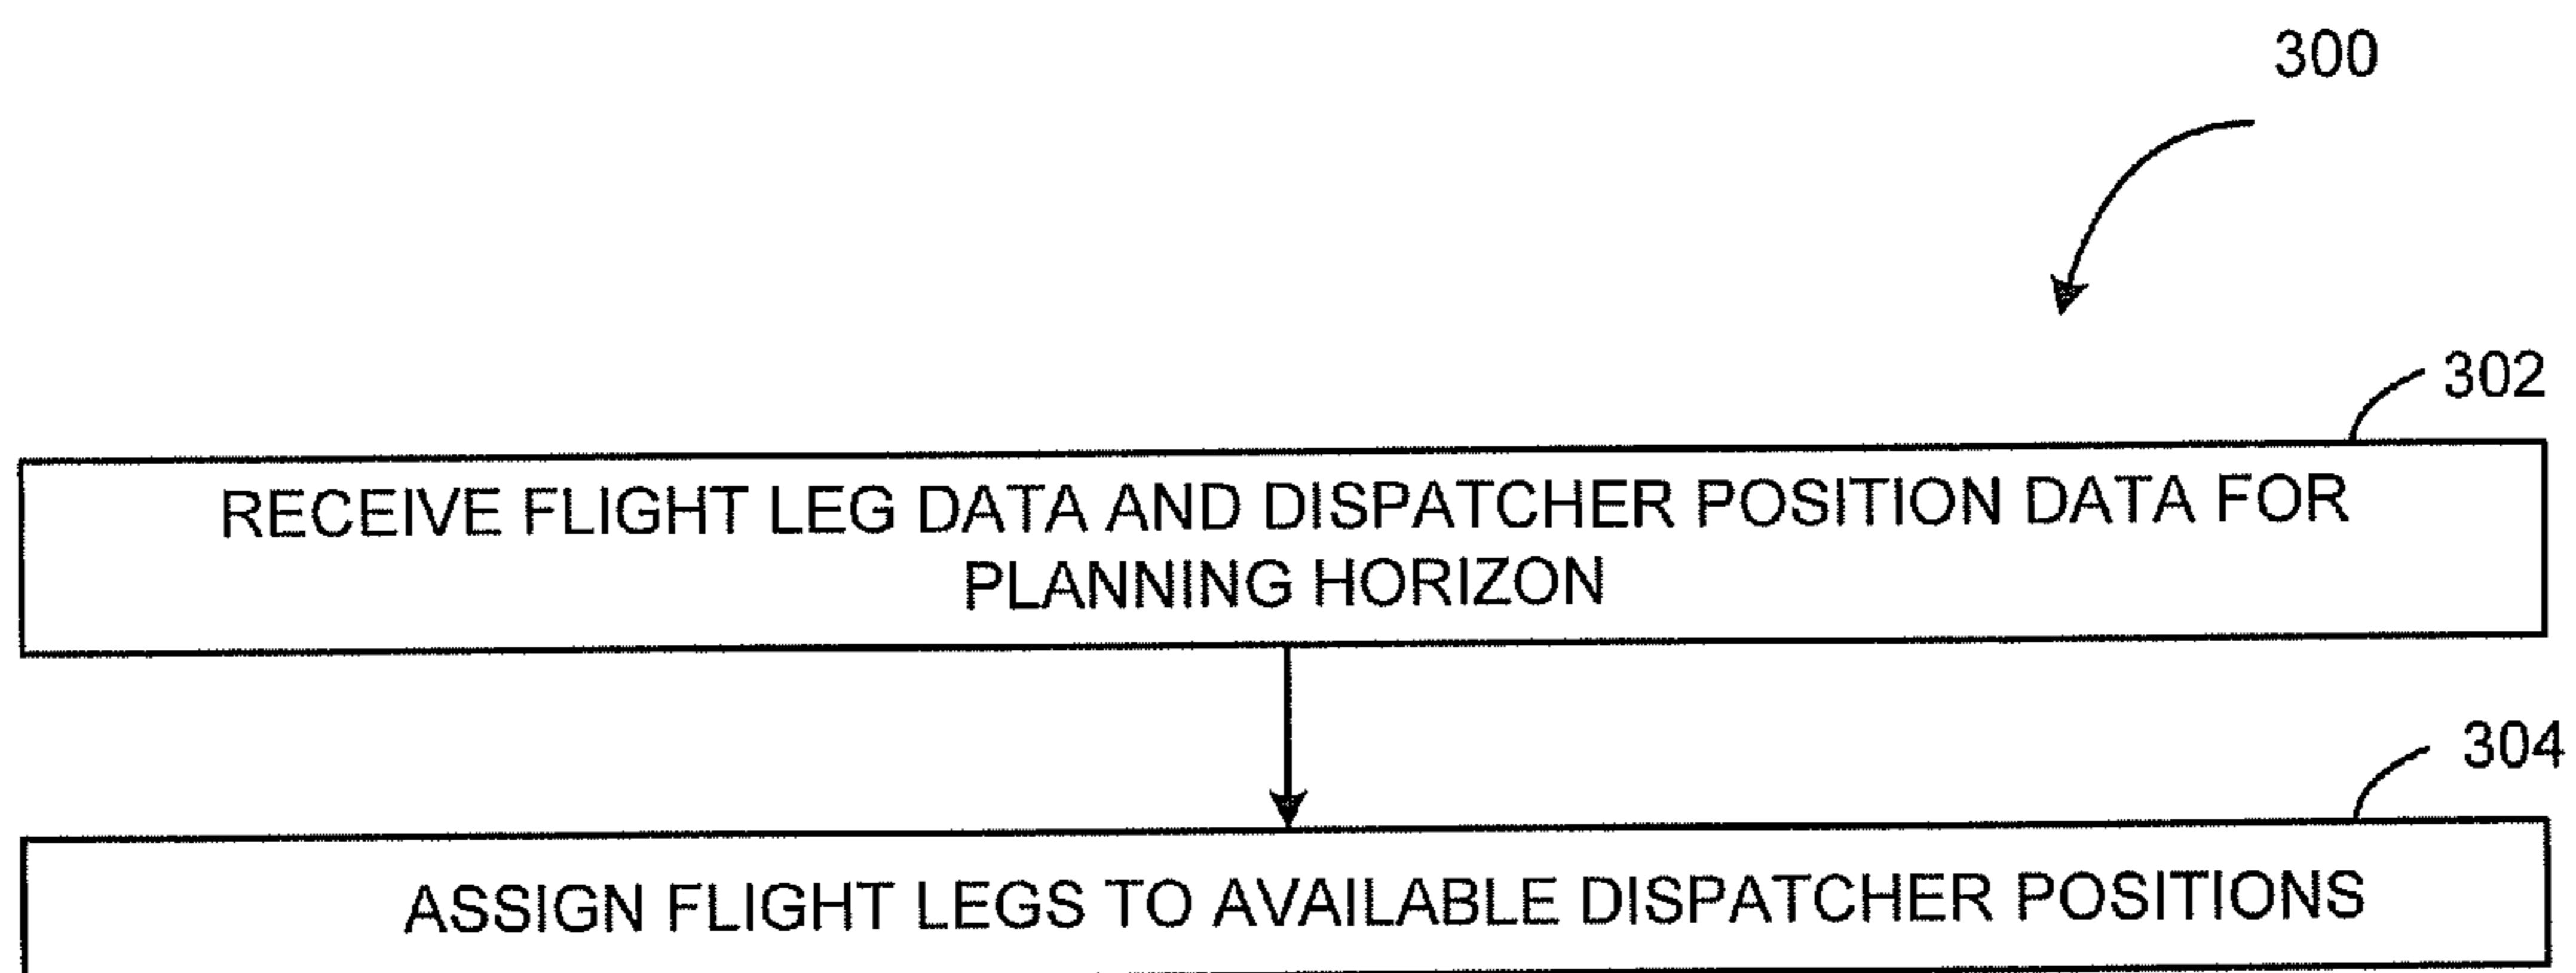 300
302
RECEIVE FLIGHT LEG DATA AND DISPATCHER POSITION DATA FOR
PLANNING HORIZON
304
ASSIGN FLIGHT LEGS TO AVAILABLE DISPATCHER POSITIONS